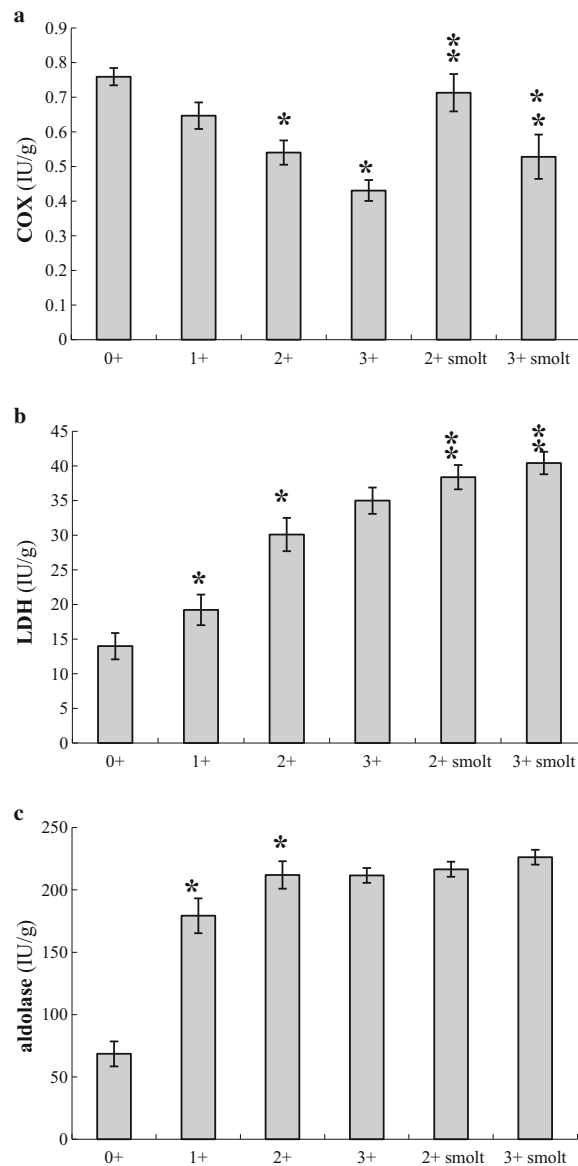 a
COX (IU/g)
0.9
0.8
0.7
0.6
0.5
0.4
0.3
0.2
0.1
0
* * ** **
0+ 1+ 2+ 3+ 2+ smolt 3+ smolt
b
LDH (IU/g)
45
40
35
30
25
20
15
10
5
0
* * ** **
0+ 1+ 2+ 3+ 2+ smolt 3+ smolt
c
aldolase (IU/g)
250
200
150
100
50
0
* *
0+ 1+ 2+ 3+ 2+ smolt 3+ smolt